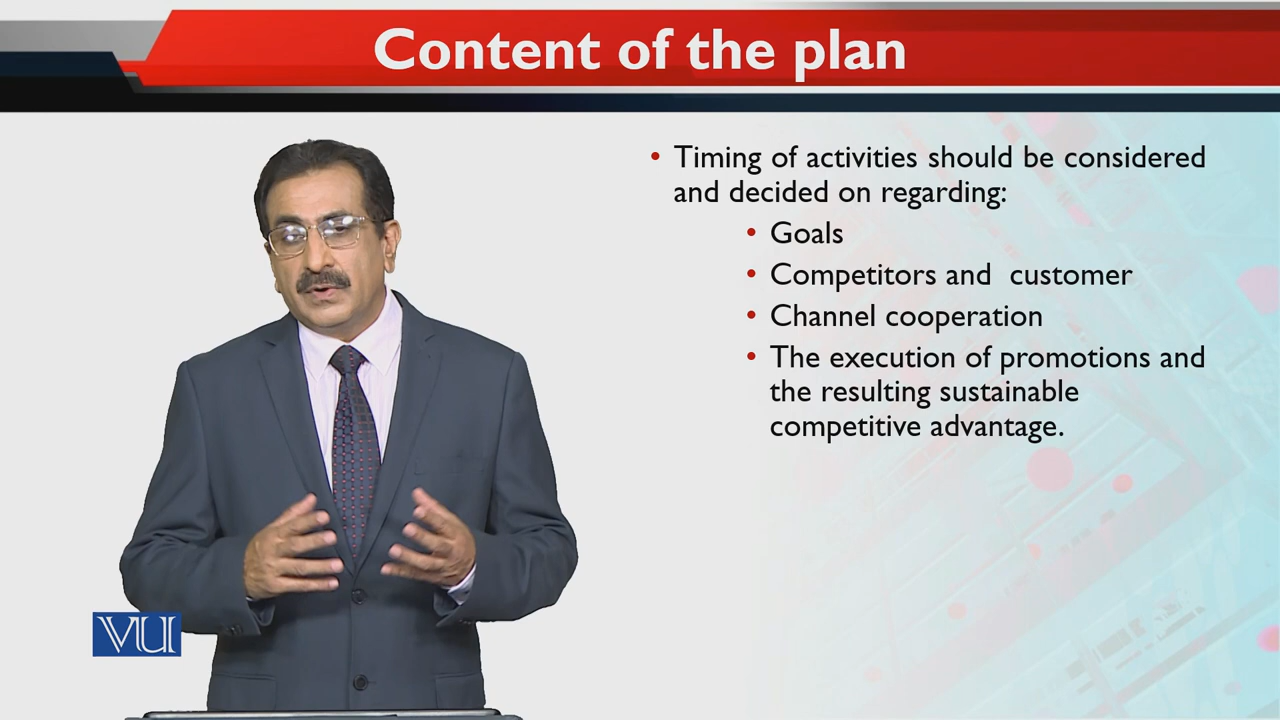 Content of the plan
• Timing of activities should be considered
and decided on regarding:
• Goals
• Competitors and customer
• Channel cooperation
• The execution of promotions and
the resulting sustainable
competitive advantage.
VU